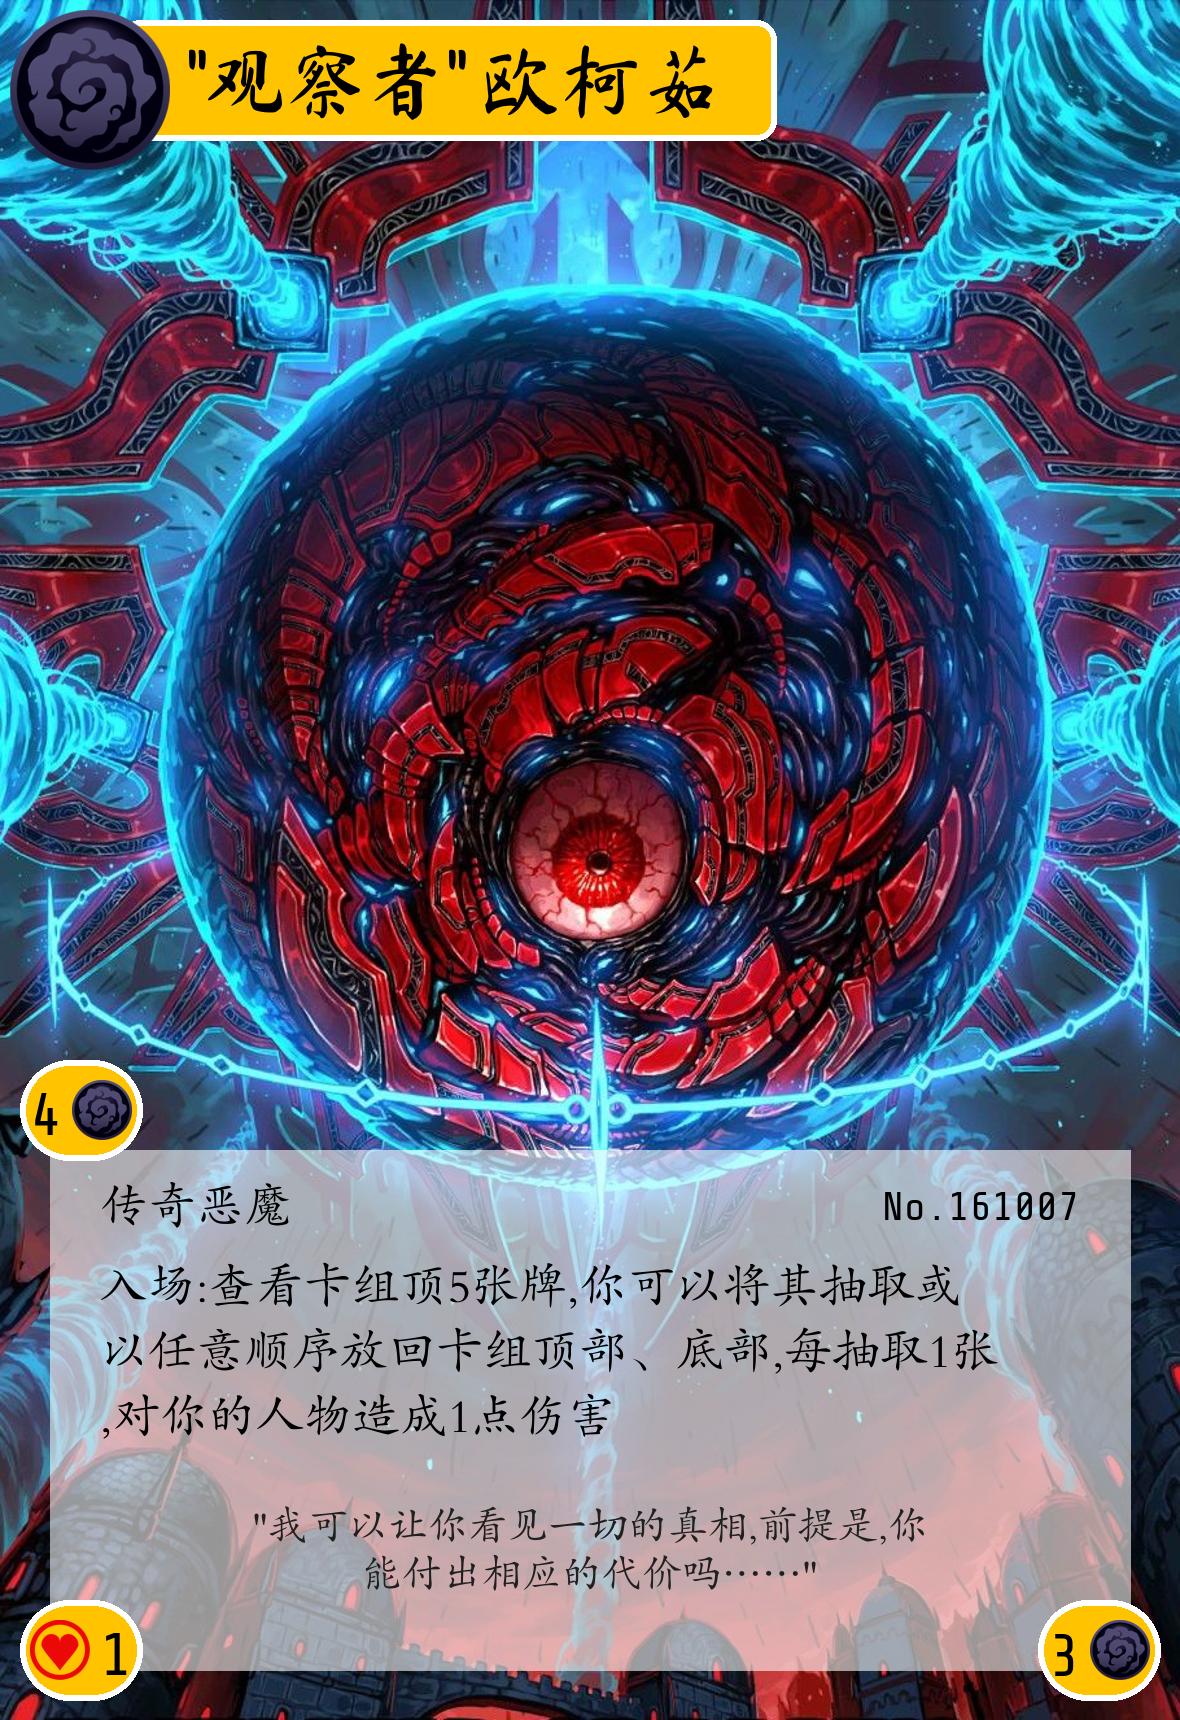 "观察者"欧柯茹
4
传奇恶魔
No.161007
入场:查看卡组顶5张牌,你可以将其抽取或
以任意顺序放回卡组顶部、底部,每抽取1张
,对你的人物造成1点伤害
"我可以让你看见一切的真相,前提是,你
能付出相应的代价吗……"
1
3